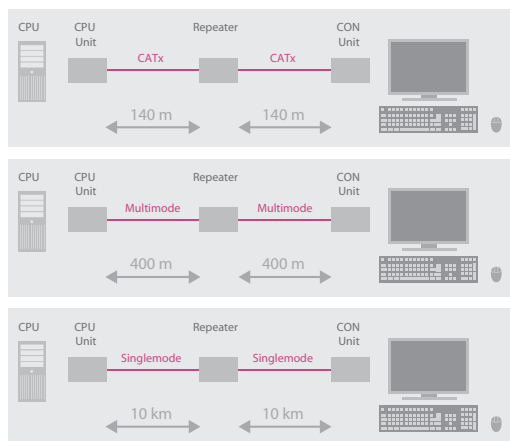 CPU CPU Repeater CON
Unit Unit
CATx CATx
140 m 140 m
CPU CPU Repeater CON
Unit Unit
Multimode Multimode
400 m 400 m
CPU CPU Repeater CON
Unit Unit
Singlemode Singlemode
10 km 10 km